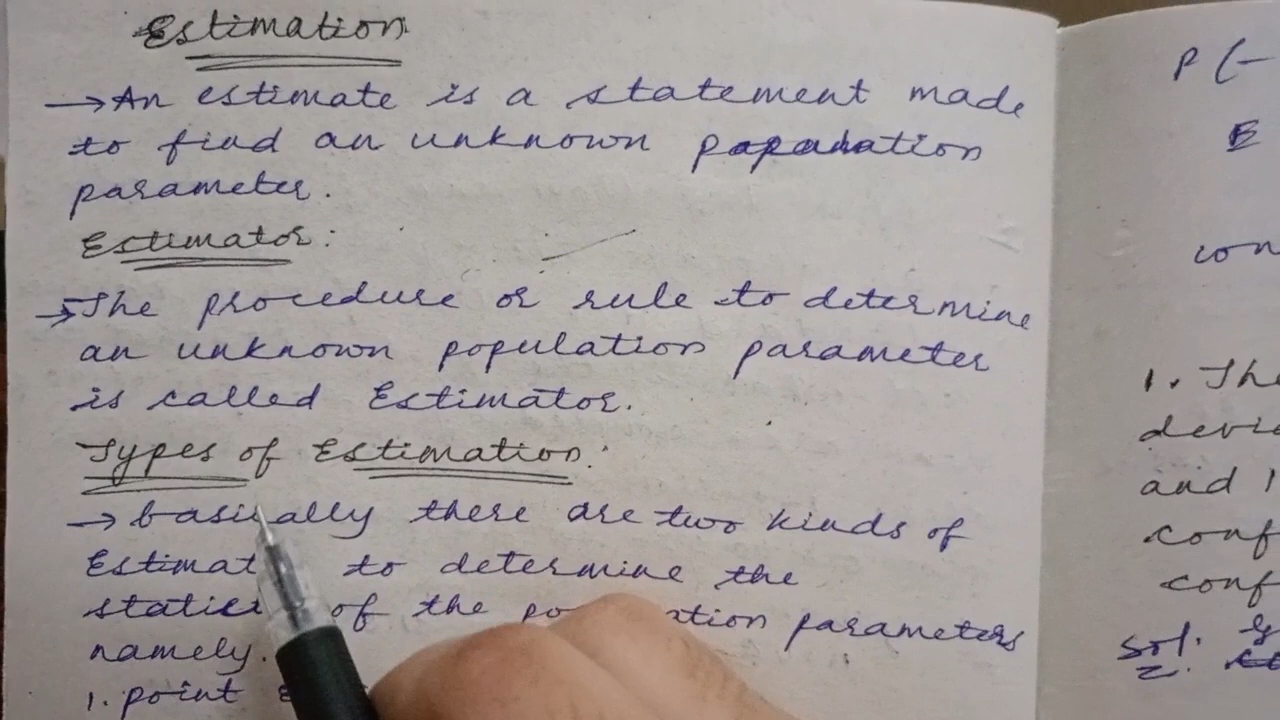 Estimation
→ An estimate is a statement made
to find an unknown population
parameter.
Estimator:
→ The procedure or rule to determine
an unknown population parameter
is called Estimator.
Types of Estimation:
→ basically there are two kinds of
to determine the
of the parameters
namely.
1. point
P (-
E
con
1. The
devi
and 1
conf
conf
Sol: